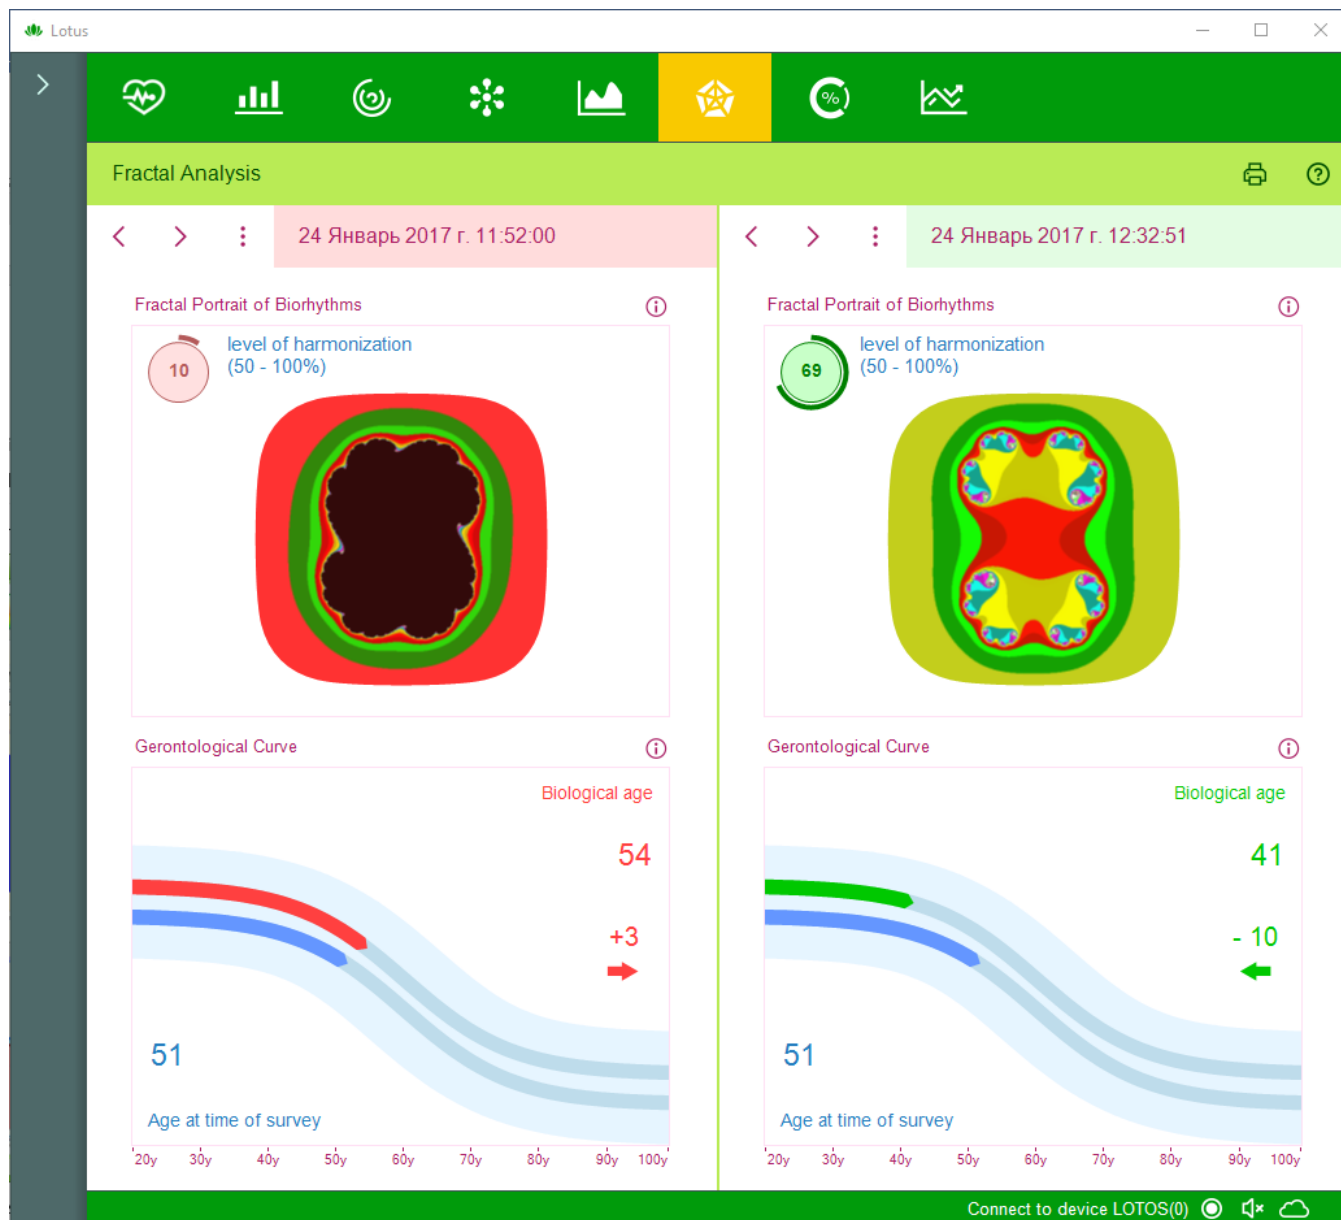 Lotus
%
Fractal Analysis
24 Январь 2017 г. 11:52:00
24 Январь 2017 г. 12:32:51
Fractal Portrait of Biorhythms
10
level of harmonization
(50 - 100%)
Fractal Portrait of Biorhythms
69
level of harmonization
(50 - 100%)
Gerontological Curve
Biological age
54
+3
51
Age at time of survey
20y 30y 40y 50y 60y 70y 80y 90y 100y
Gerontological Curve
Biological age
41
- 10
51
Age at time of survey
20y 30y 40y 50y 60y 70y 80y 90y 100y
Connect to device LOTOS(0)